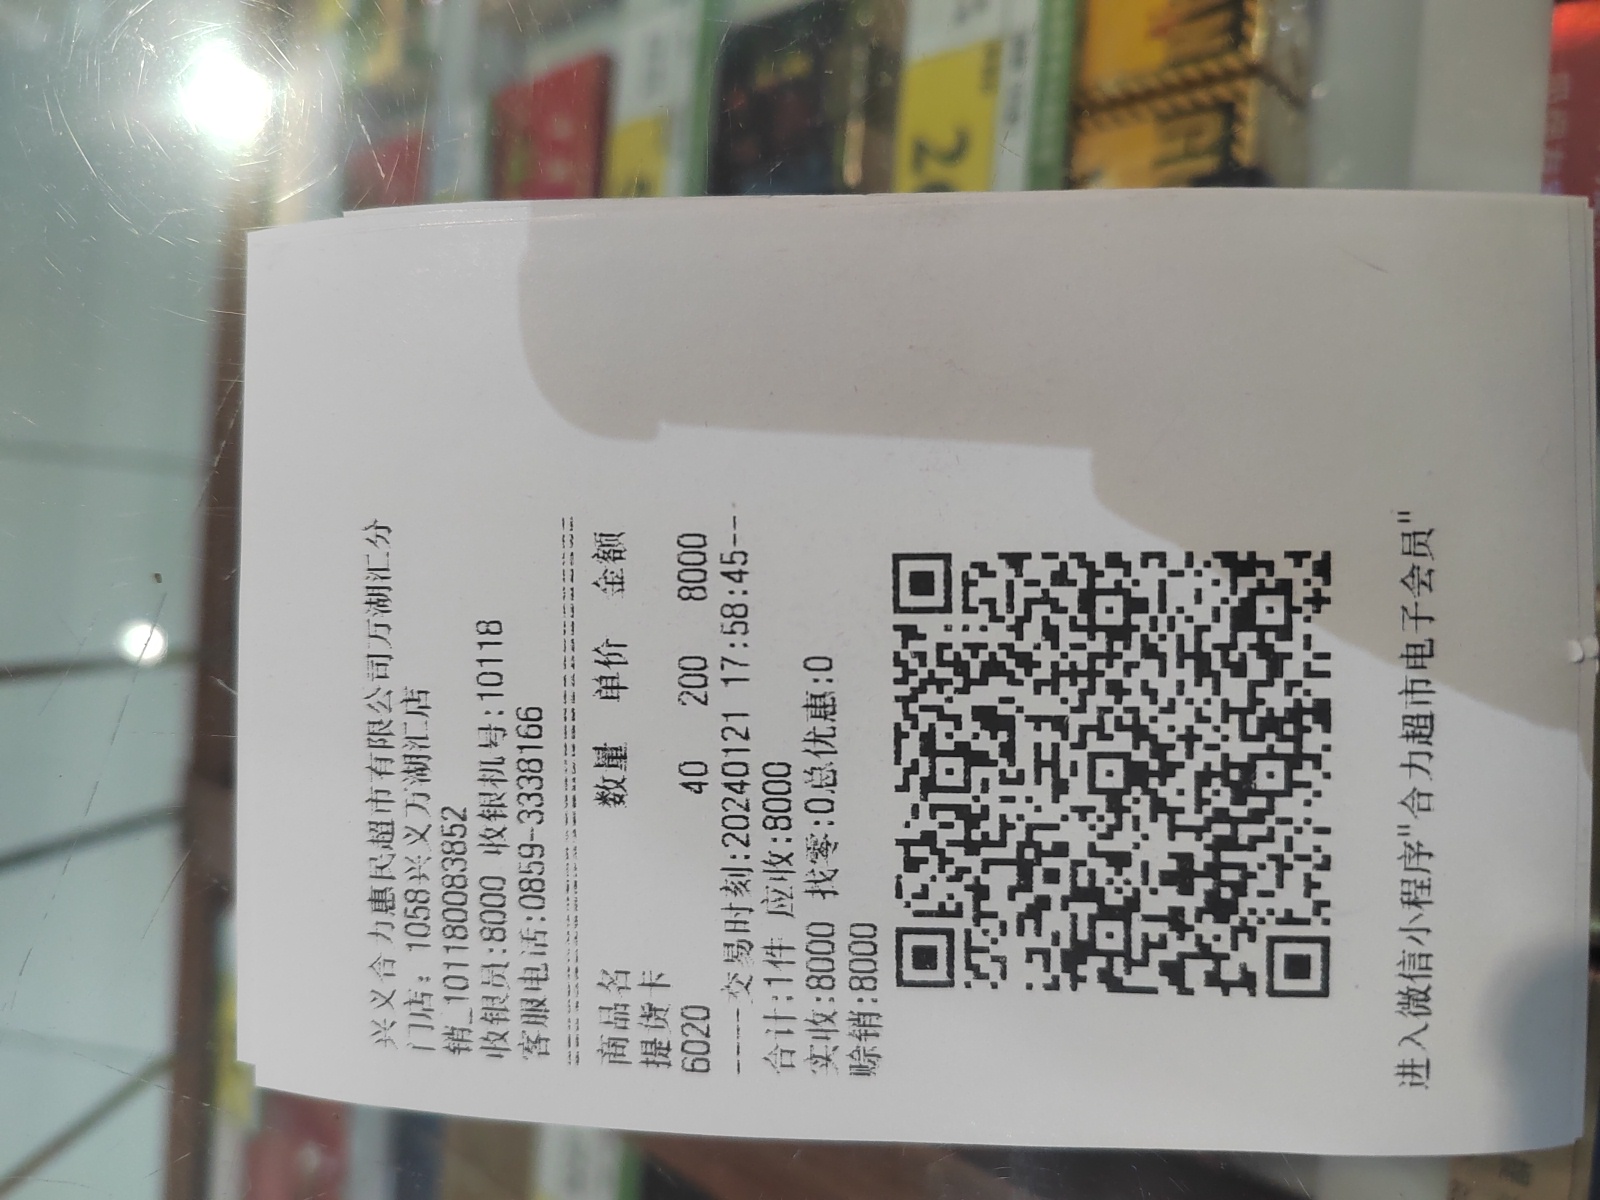 兴义合力惠民超市有限公司万湖汇分
门店: 1058兴义万湖汇店
销_101180083852
收银员:8000 收银机号:10118
客服电话:0859-3338166
商品名 数量 单价 金额
提货卡
6020 40 200 8000
----交易时刻:20240121 17:58:45--
合计:1件 应收:8000
实收:8000 找零:0总优惠:0
赊销:8000
进入微信小程序"合力超市电子会员"